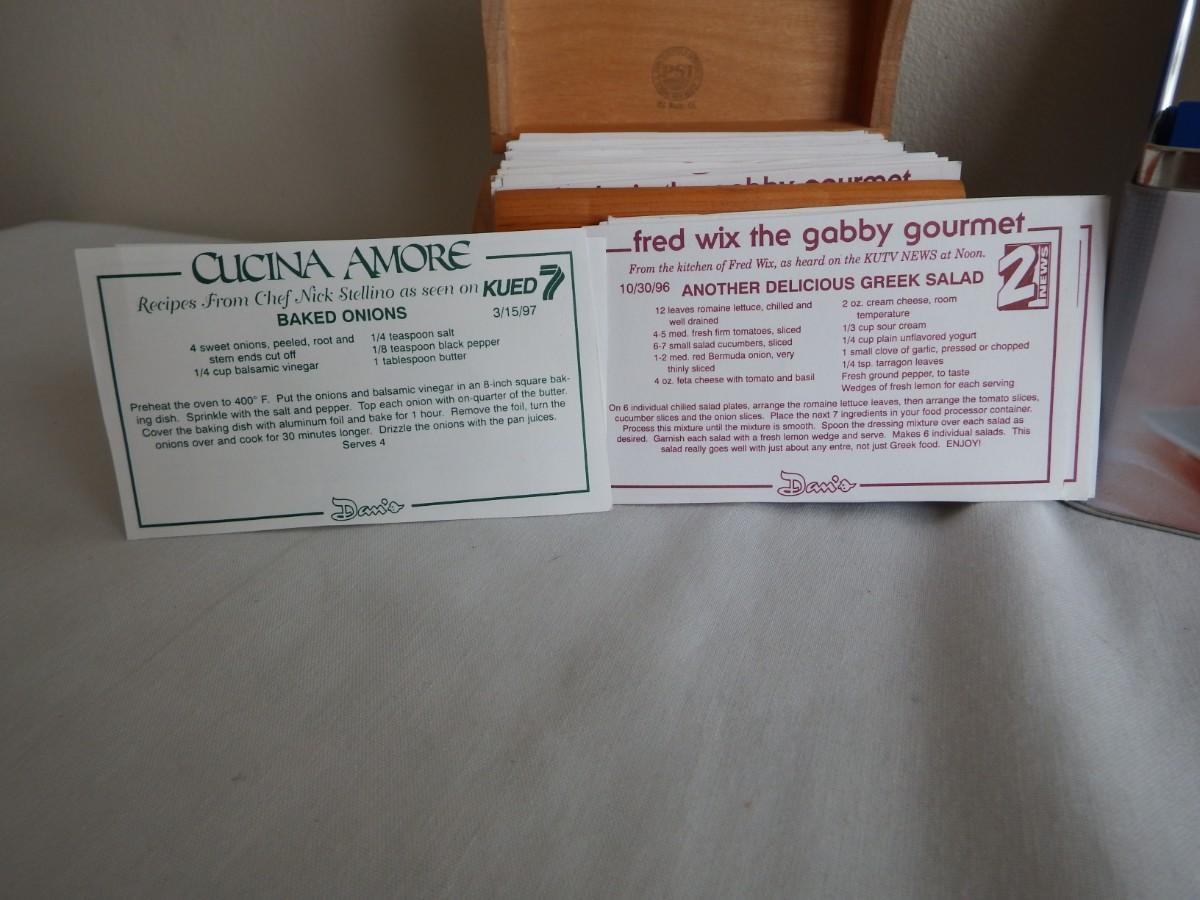 PSI
fred wix the gabby gourmet
CUCINA AMORE
Recipes From Chef Nick Stellino as seen on KUED 7
BAKED ONIONS 3/15/97
4 sweet onions, peeled, root and
stem ends cut off
1/4 cup balsamic vinegar
1/4 teaspoon salt
1/8 teaspoon black pepper
1 tablespoon butter
Preheat the oven to 400° F. Put the onions and balsamic vinegar in an 8-inch square bak-
ing dish. Sprinkle with the salt and pepper. Top each onion with on-quarter of the butter.
Cover the baking dish with aluminum foil and bake for 1 hour. Remove the foil, turn the
onions over and cook for 30 minutes longer. Drizzle the onions with the pan juices.
Serves 4
Dan's
fred wix the gabby gourmet
From the kitchen of Fred Wix, as heard on the KUTV NEWS at Noon.
2 NEWS
10/30/96 ANOTHER DELICIOUS GREEK SALAD
12 leaves romaine lettuce, chilled and
well drained
4-5 med. fresh firm tomatoes, sliced
6-7 small salad cucumbers, sliced
1-2 med. red Bermuda onion, very
thinly sliced
4 oz. feta cheese with tomato and basil
2 oz. cream cheese, room
temperature
1/3 cup sour cream
1/4 cup plain unflavored yogurt
1 small clove of garlic, pressed or chopped
1/4 tsp. tarragon leaves
Fresh ground pepper, to taste
Wedges of fresh lemon for each serving
On 6 individual chilled salad plates, arrange the romaine lettuce leaves, then arrange the tomato slices,
cucumber slices and the onion slices. Place the next 7 ingredients in your food processor container.
Process this mixture until the mixture is smooth. Spoon the dressing mixture over each salad as
desired. Garnish each salad with a fresh lemon wedge and serve. Makes 6 individual salads. This
salad really goes well with just about any entre, not just Greek food. ENJOY!
Dan's